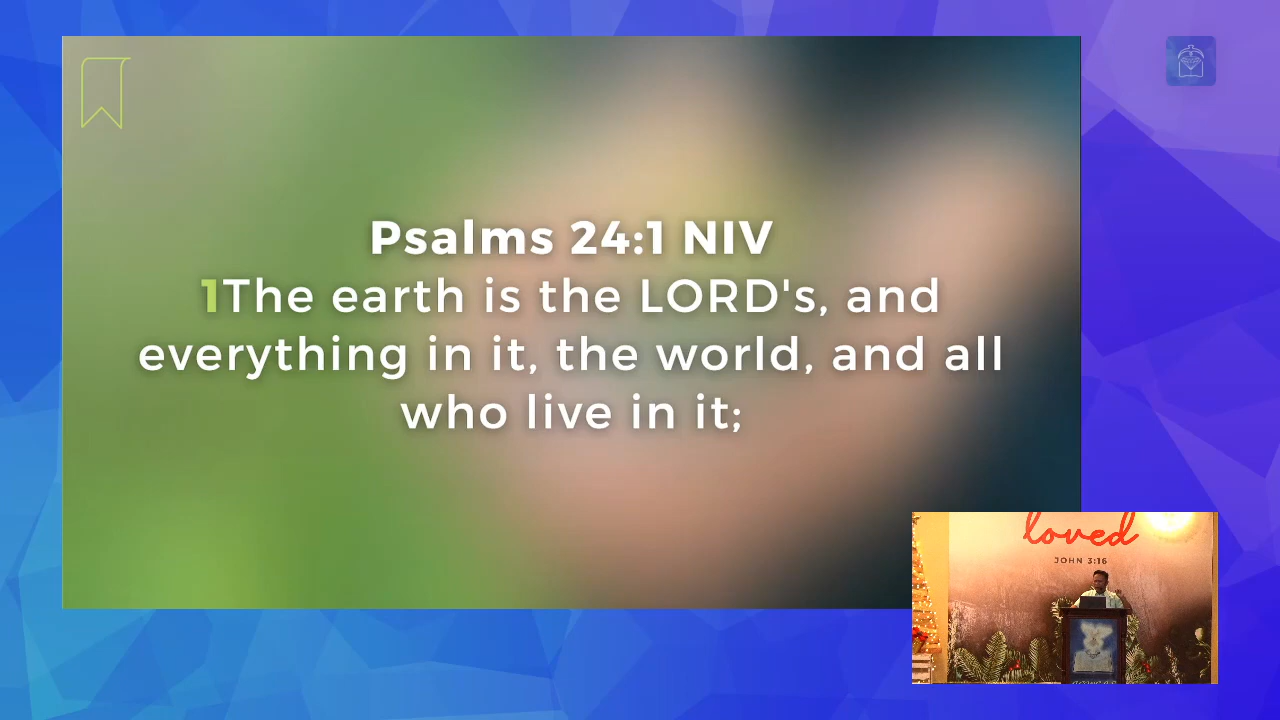 Psalms 24:1 NIV
1The earth is the LORD's, and
everything in it, the world, and all
who live in it;
loved
JOHN 3:16